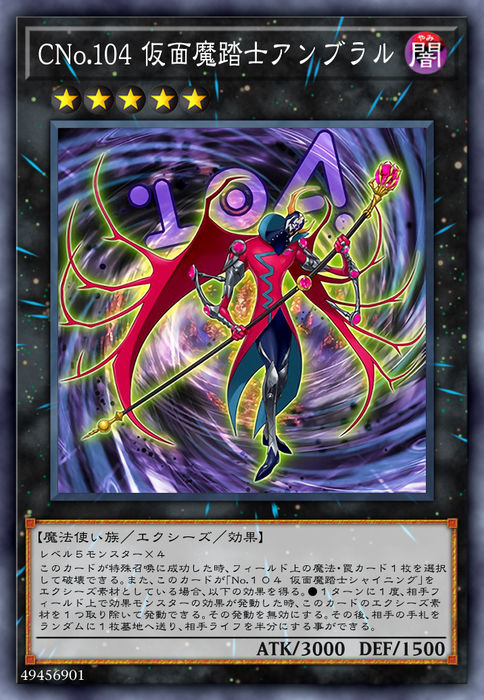 CNo.104 仮面魔踏士アンブラル
やみ
闇
104
【魔法使い族/エクシーズ/効果】
レベル5モンスター×4
このカードが特殊召喚に成功した時、フィールド上の魔法・罠カード1枚を選択
して破壊できる。また、このカードが「No.104 仮面魔踏士シャイニング」を
エクシーズ素材としている場合、以下の効果を得る。●1ターンに1度、相手フ
ィールド上で効果モンスターの効果が発動した時、このカードのエクシーズ素
材を1つ取り除いて発動できる。その発動を無効にする。その後、相手の手札を
ランダムに1枚墓地へ送り、相手ライフを半分にする事ができる。
ATK/3000 DEF/1500
49456901